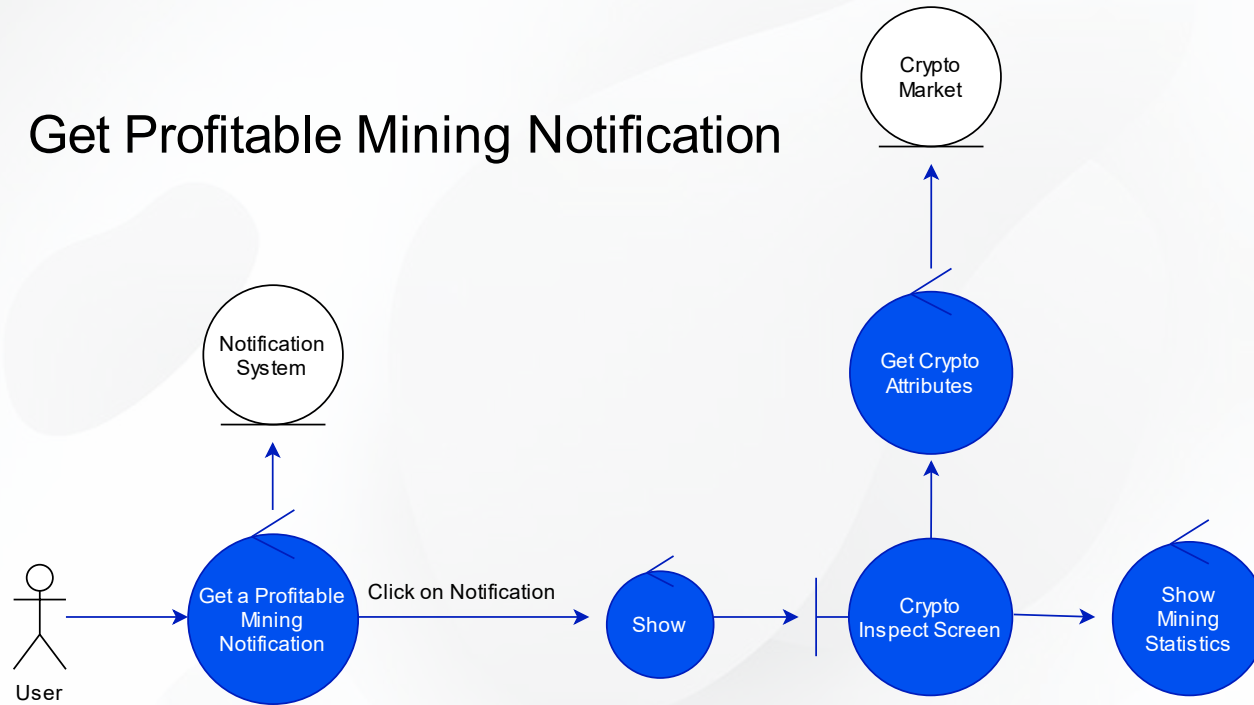 Get Profitable Mining Notification
Crypto
Market
Notification
System
Get Crypto
Attributes
Get a Profitable
Mining
Notification
Click on Notification
Show
Crypto
Inspect Screen
Show
Mining
Statistics
User